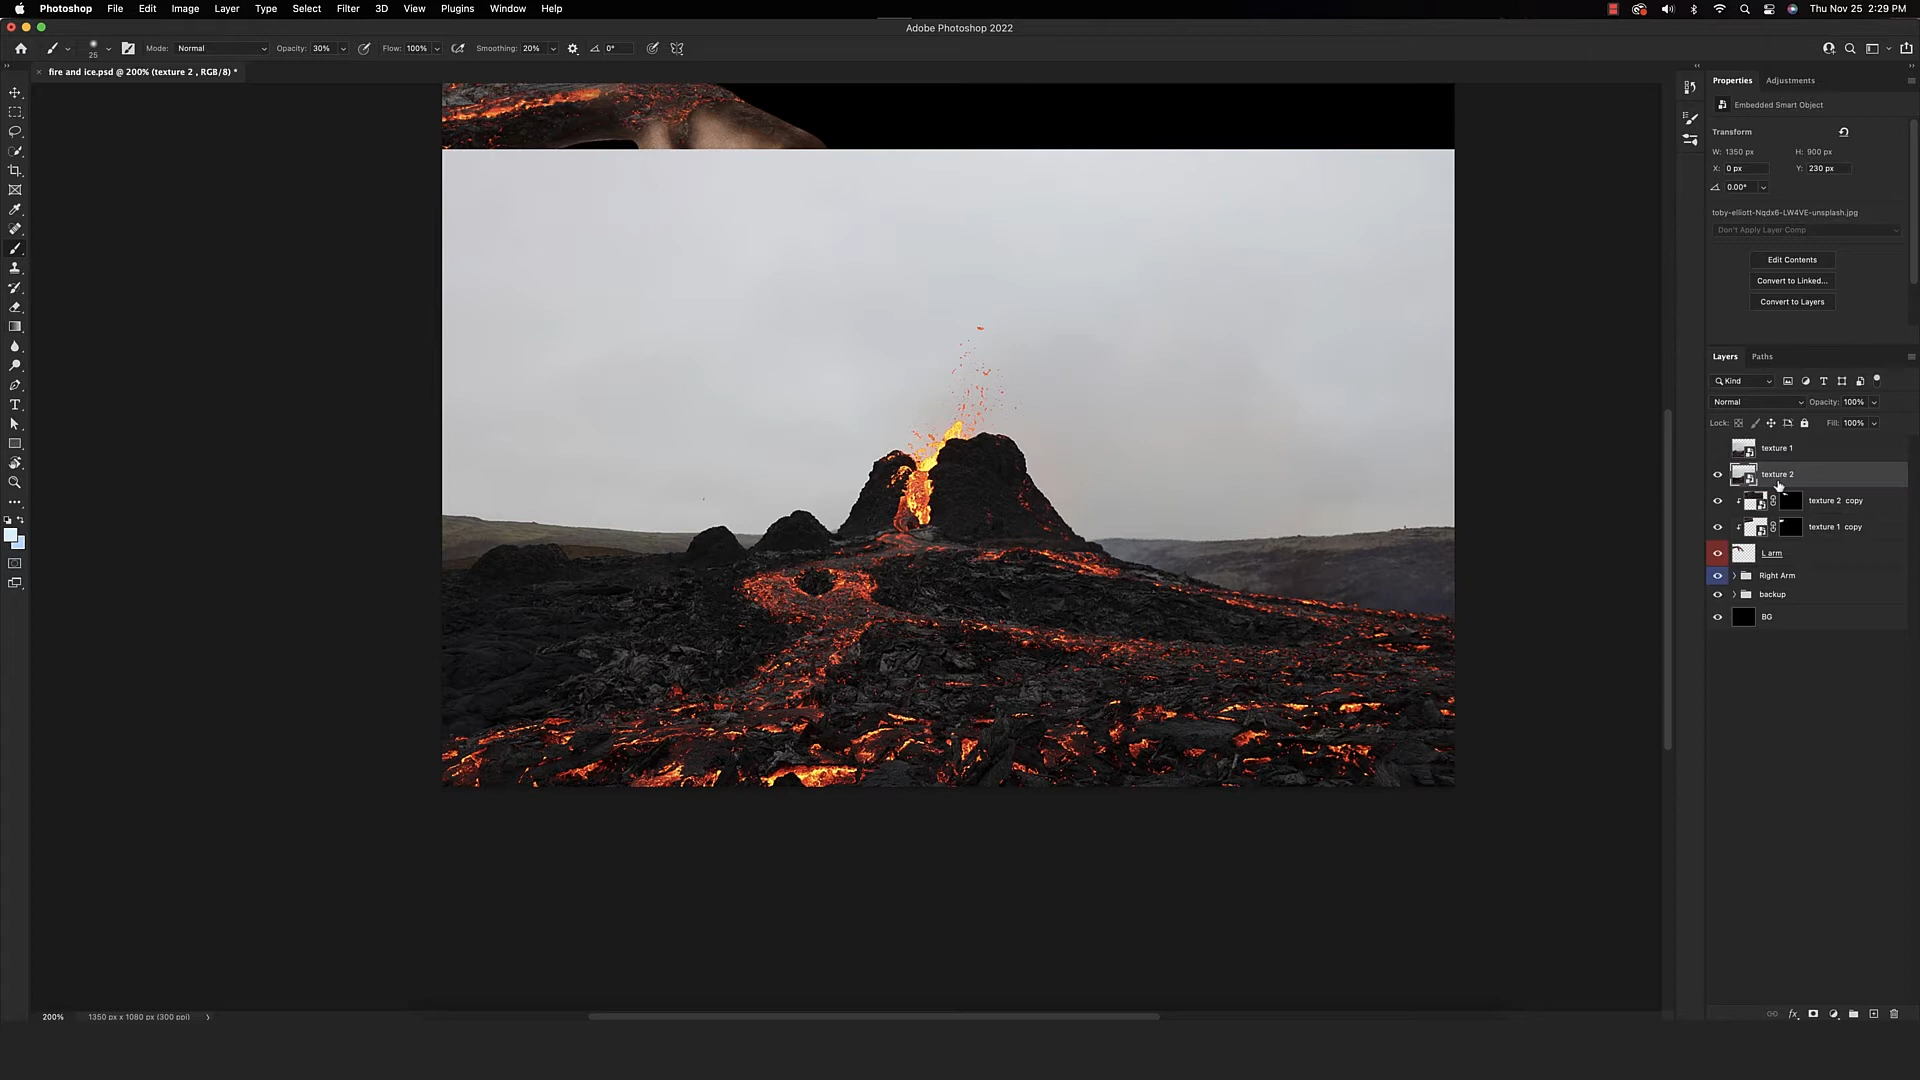 Photoshop File Edit Image Layer Type Select Filter 3D View Plugins Window Help Thu Nov 25 2:29 PM
Adobe Photoshop 2022
25 Mode: Normal Opacity: 30% Flow: 100% Smoothing: 20% 0°
× fire and ice.psd @ 200% (texture 2 , RGB/8) *
Properties Adjustments
Embedded Smart Object
Transform
W: 1350 px H: 900 px
X: 0 px Y: 230 px
0.00°
toby-elliott-Nqdx6-LW4VE-unsplash.jpg
Don't Apply Layer Comp
Edit Contents
Convert to Linked...
Convert to Layers
Layers Paths
Kind
Normal Opacity: 100%
Lock: Fill: 100%
texture 1
texture 2
texture 2 copy
texture 1 copy
L arm
Right Arm
backup
BG
200% 1350 px x 1080 px (300 ppi)
fx